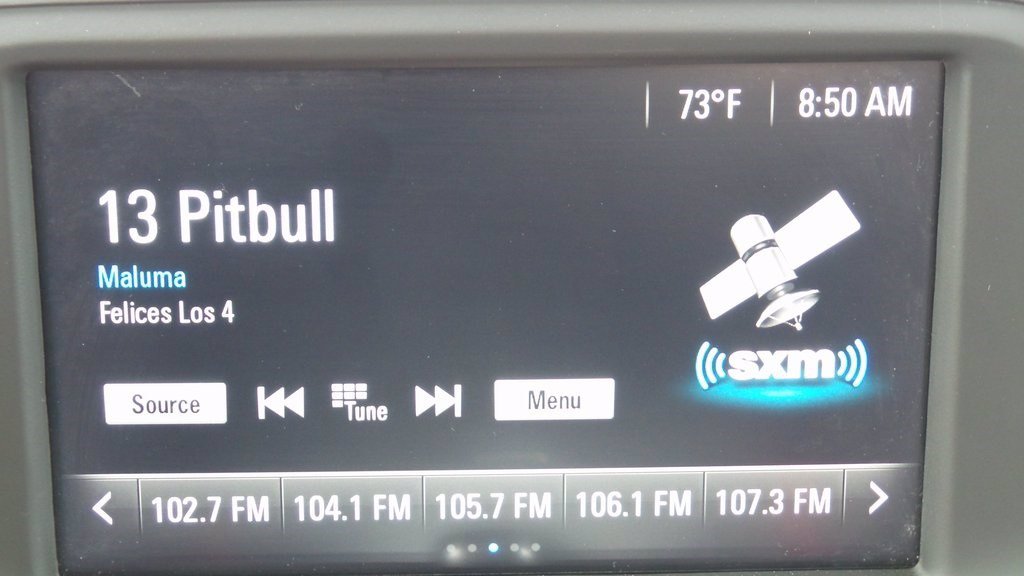 73°F 8:50 AM
13 Pitbull
Maluma
Felices Los 4
sxm
Source Tune Menu
102.7 FM 104.1 FM 105.7 FM 106.1 FM 107.3 FM